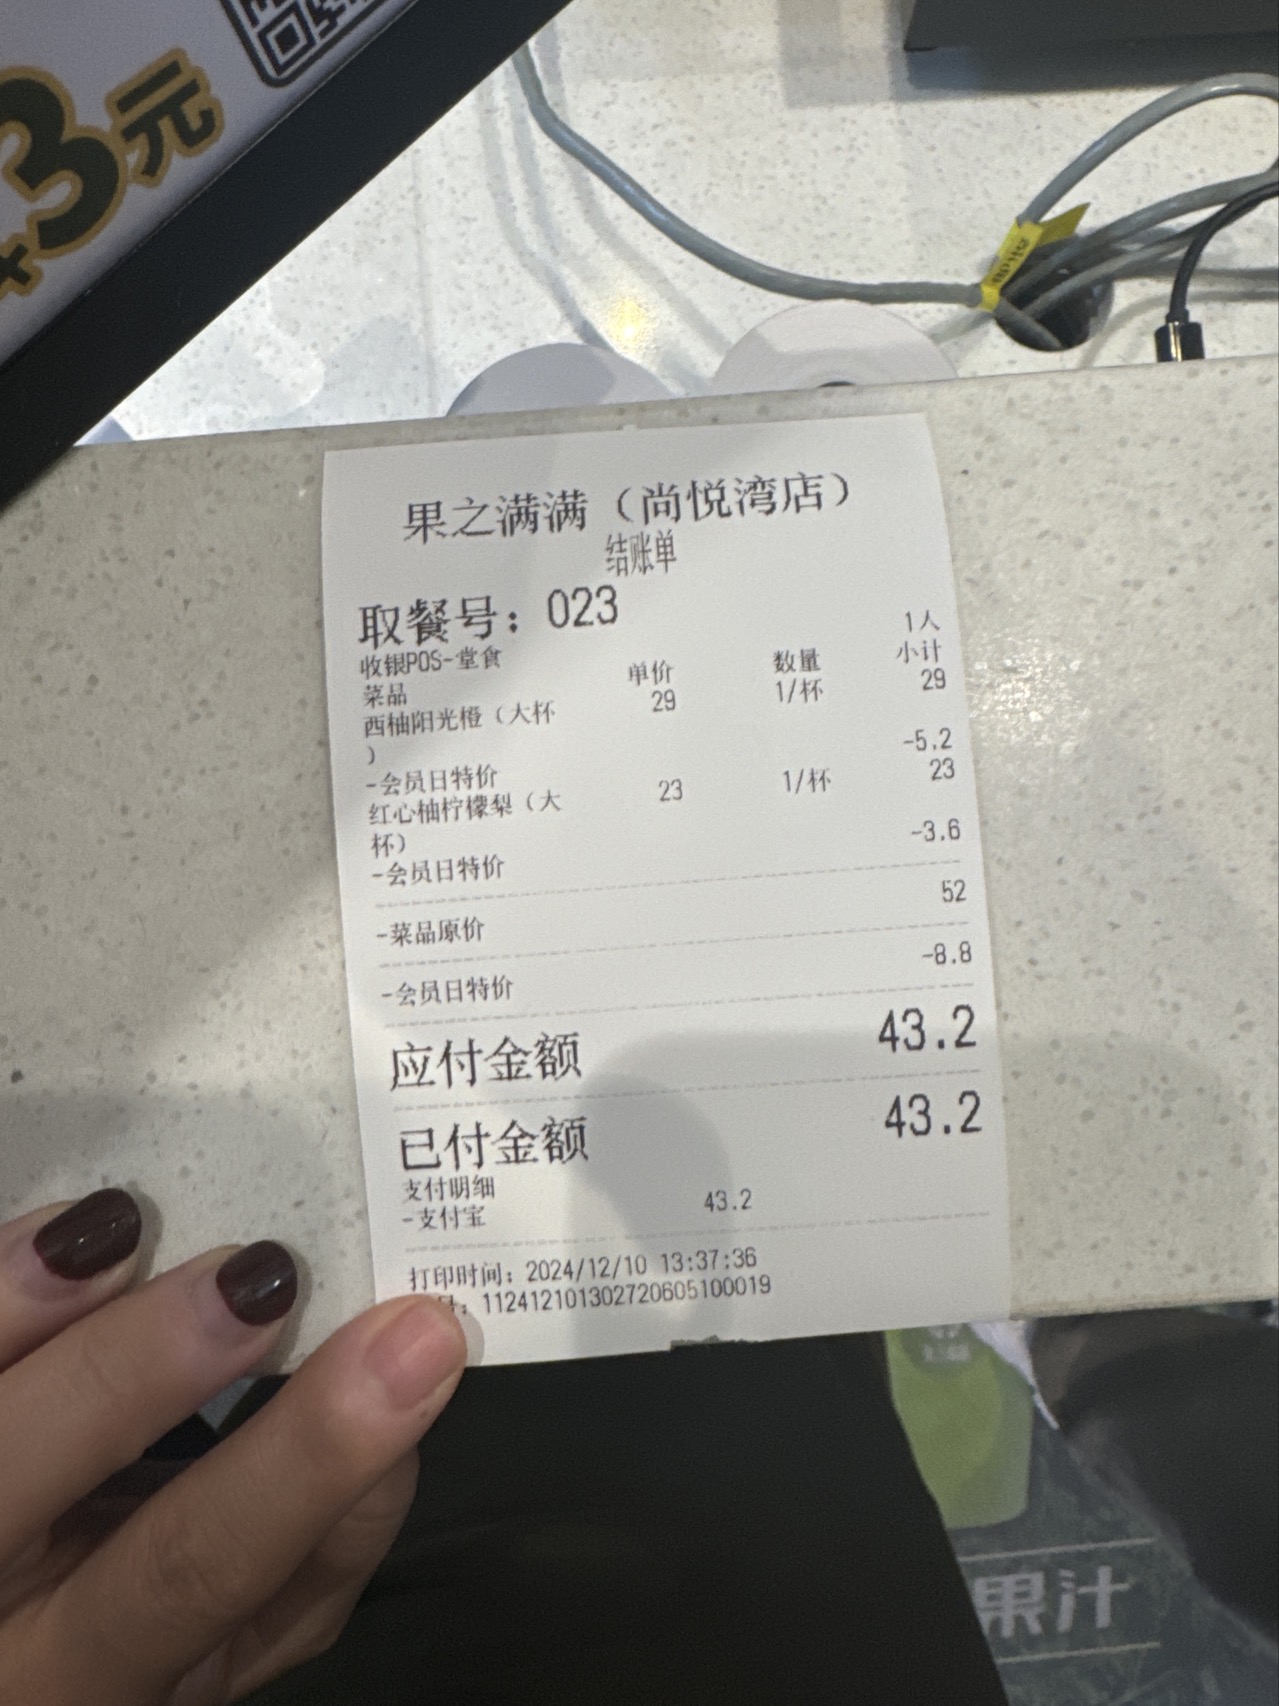 3元
果之满满（尚悦湾店）
结账单
取餐号：023
1人
收银POS-堂食
菜品 单价 数量 小计
西柚阳光橙（大杯 29 1/杯 29
）
-会员日特价 -5.2
红心柚柠檬梨（大 23 1/杯 23
杯）
-会员日特价 -3.6
-菜品原价 52
-会员日特价 -8.8
应付金额 43.2
已付金额 43.2
支付明细
-支付宝 43.2
打印时间：2024/12/10 13:37:36
号：112412101302720605100019
果汁